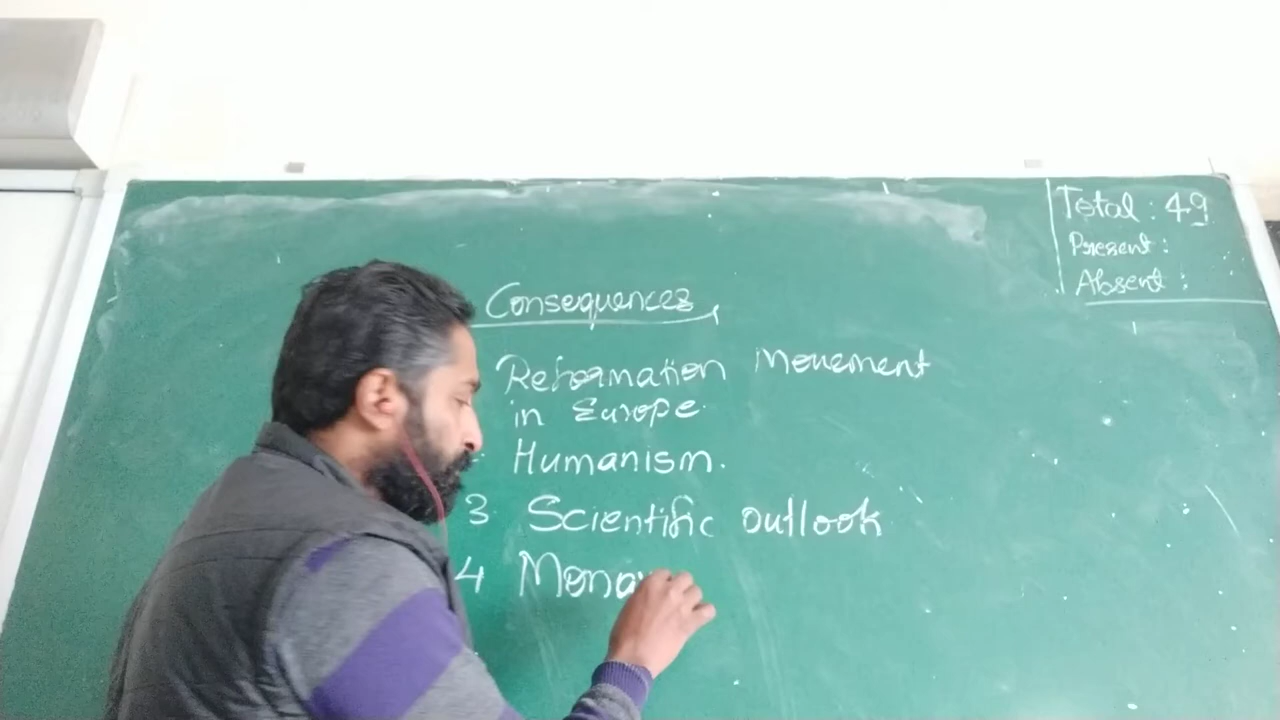 Total : 49
Present :
Absent :
Consequences
Reformation Movement
in Europe.
Humanism.
3 Scientific outlook
4 Mona